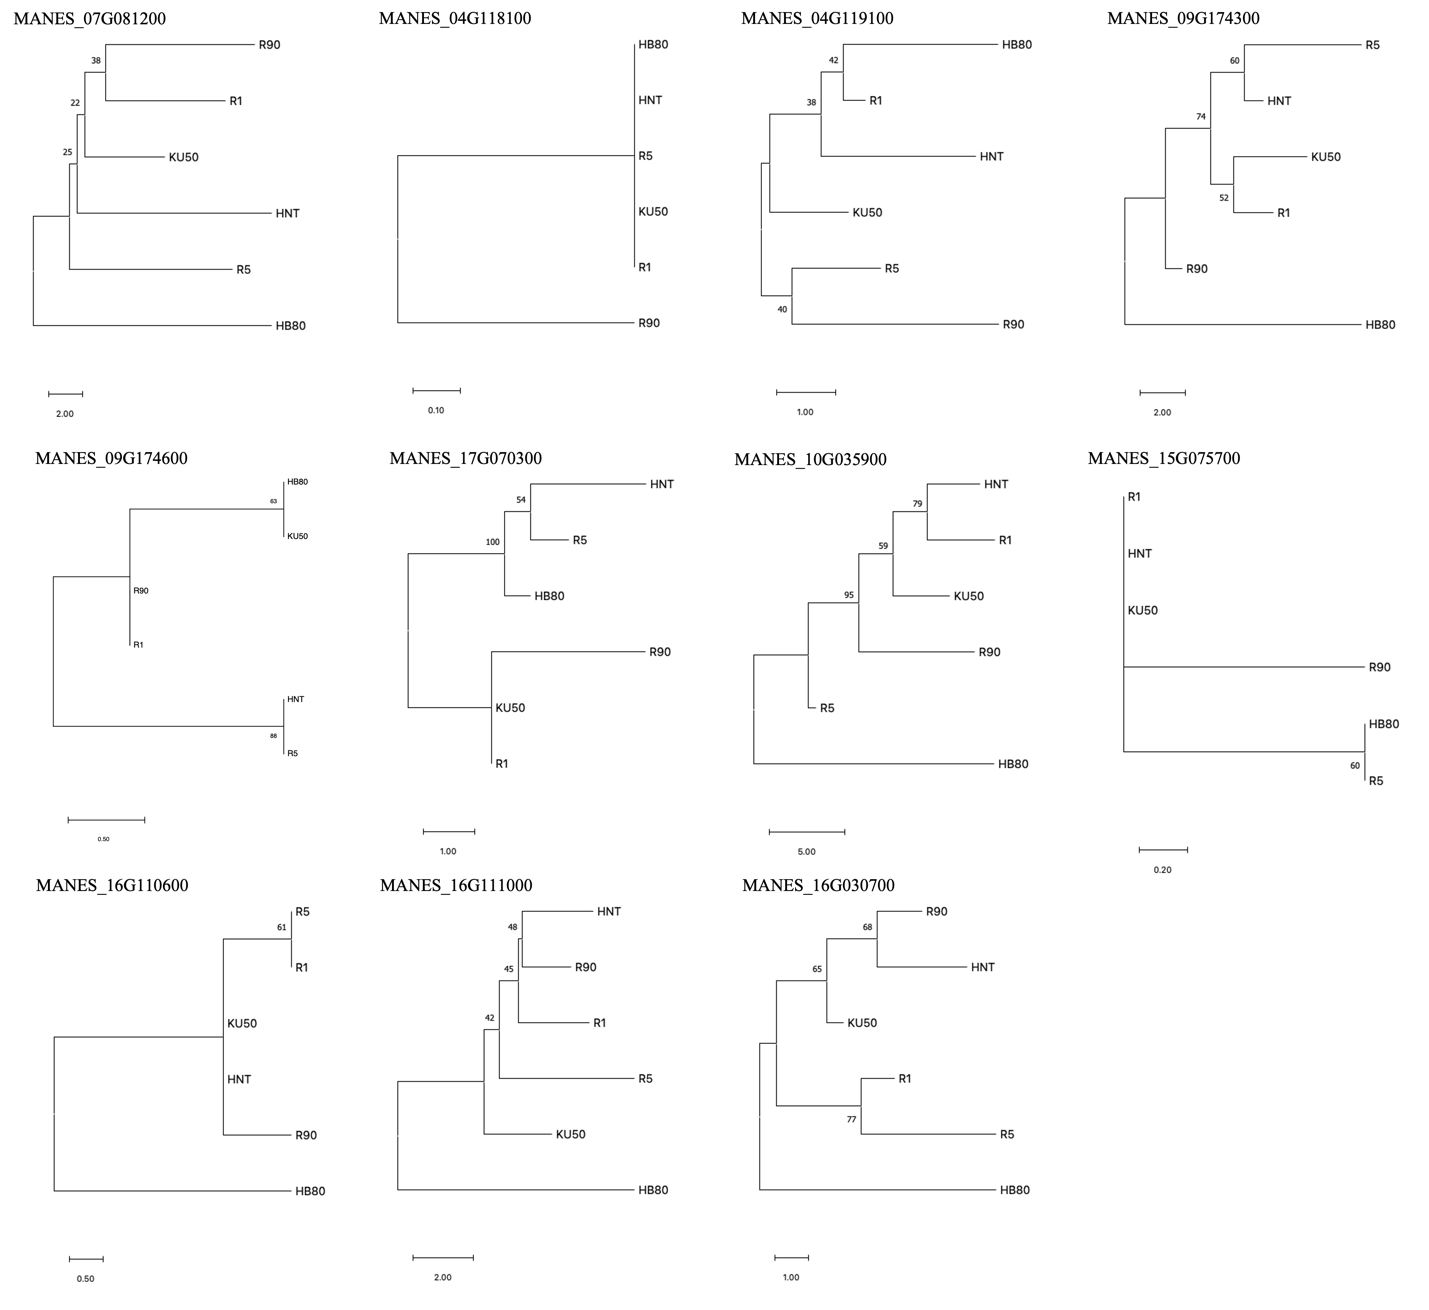 MANES_07G081200
R90
38
R1
22
KU50
25
HNT
R5
HB80
2.00
MANES_04G118100
HB80
HNT
R5
KU50
R1
R90
0.10
MANES_04G119100
HB80
42
R1
38
HNT
KU50
R5
40
R90
1.00
MANES_09G174300
R5
60
HNT
74
KU50
52
R1
R90
HB80
2.00
MANES_09G174600
HB80
63
KU50
R90
R1
HNT
88
R5
0.50
MANES_17G070300
HNT
54
R5
100
HB80
R90
KU50
R1
1.00
MANES_10G035900
HNT
79
R1
59
KU50
95
R90
R5
HB80
5.00
MANES_15G075700
R1
HNT
KU50
R90
HB80
60
R5
0.20
MANES_16G110600
R5
61
R1
KU50
HNT
R90
HB80
0.50
MANES_16G111000
HNT
48
R90
45
R1
42
R5
KU50
HB80
2.00
MANES_16G030700
R90
68
HNT
65
KU50
R1
77
R5
HB80
1.00